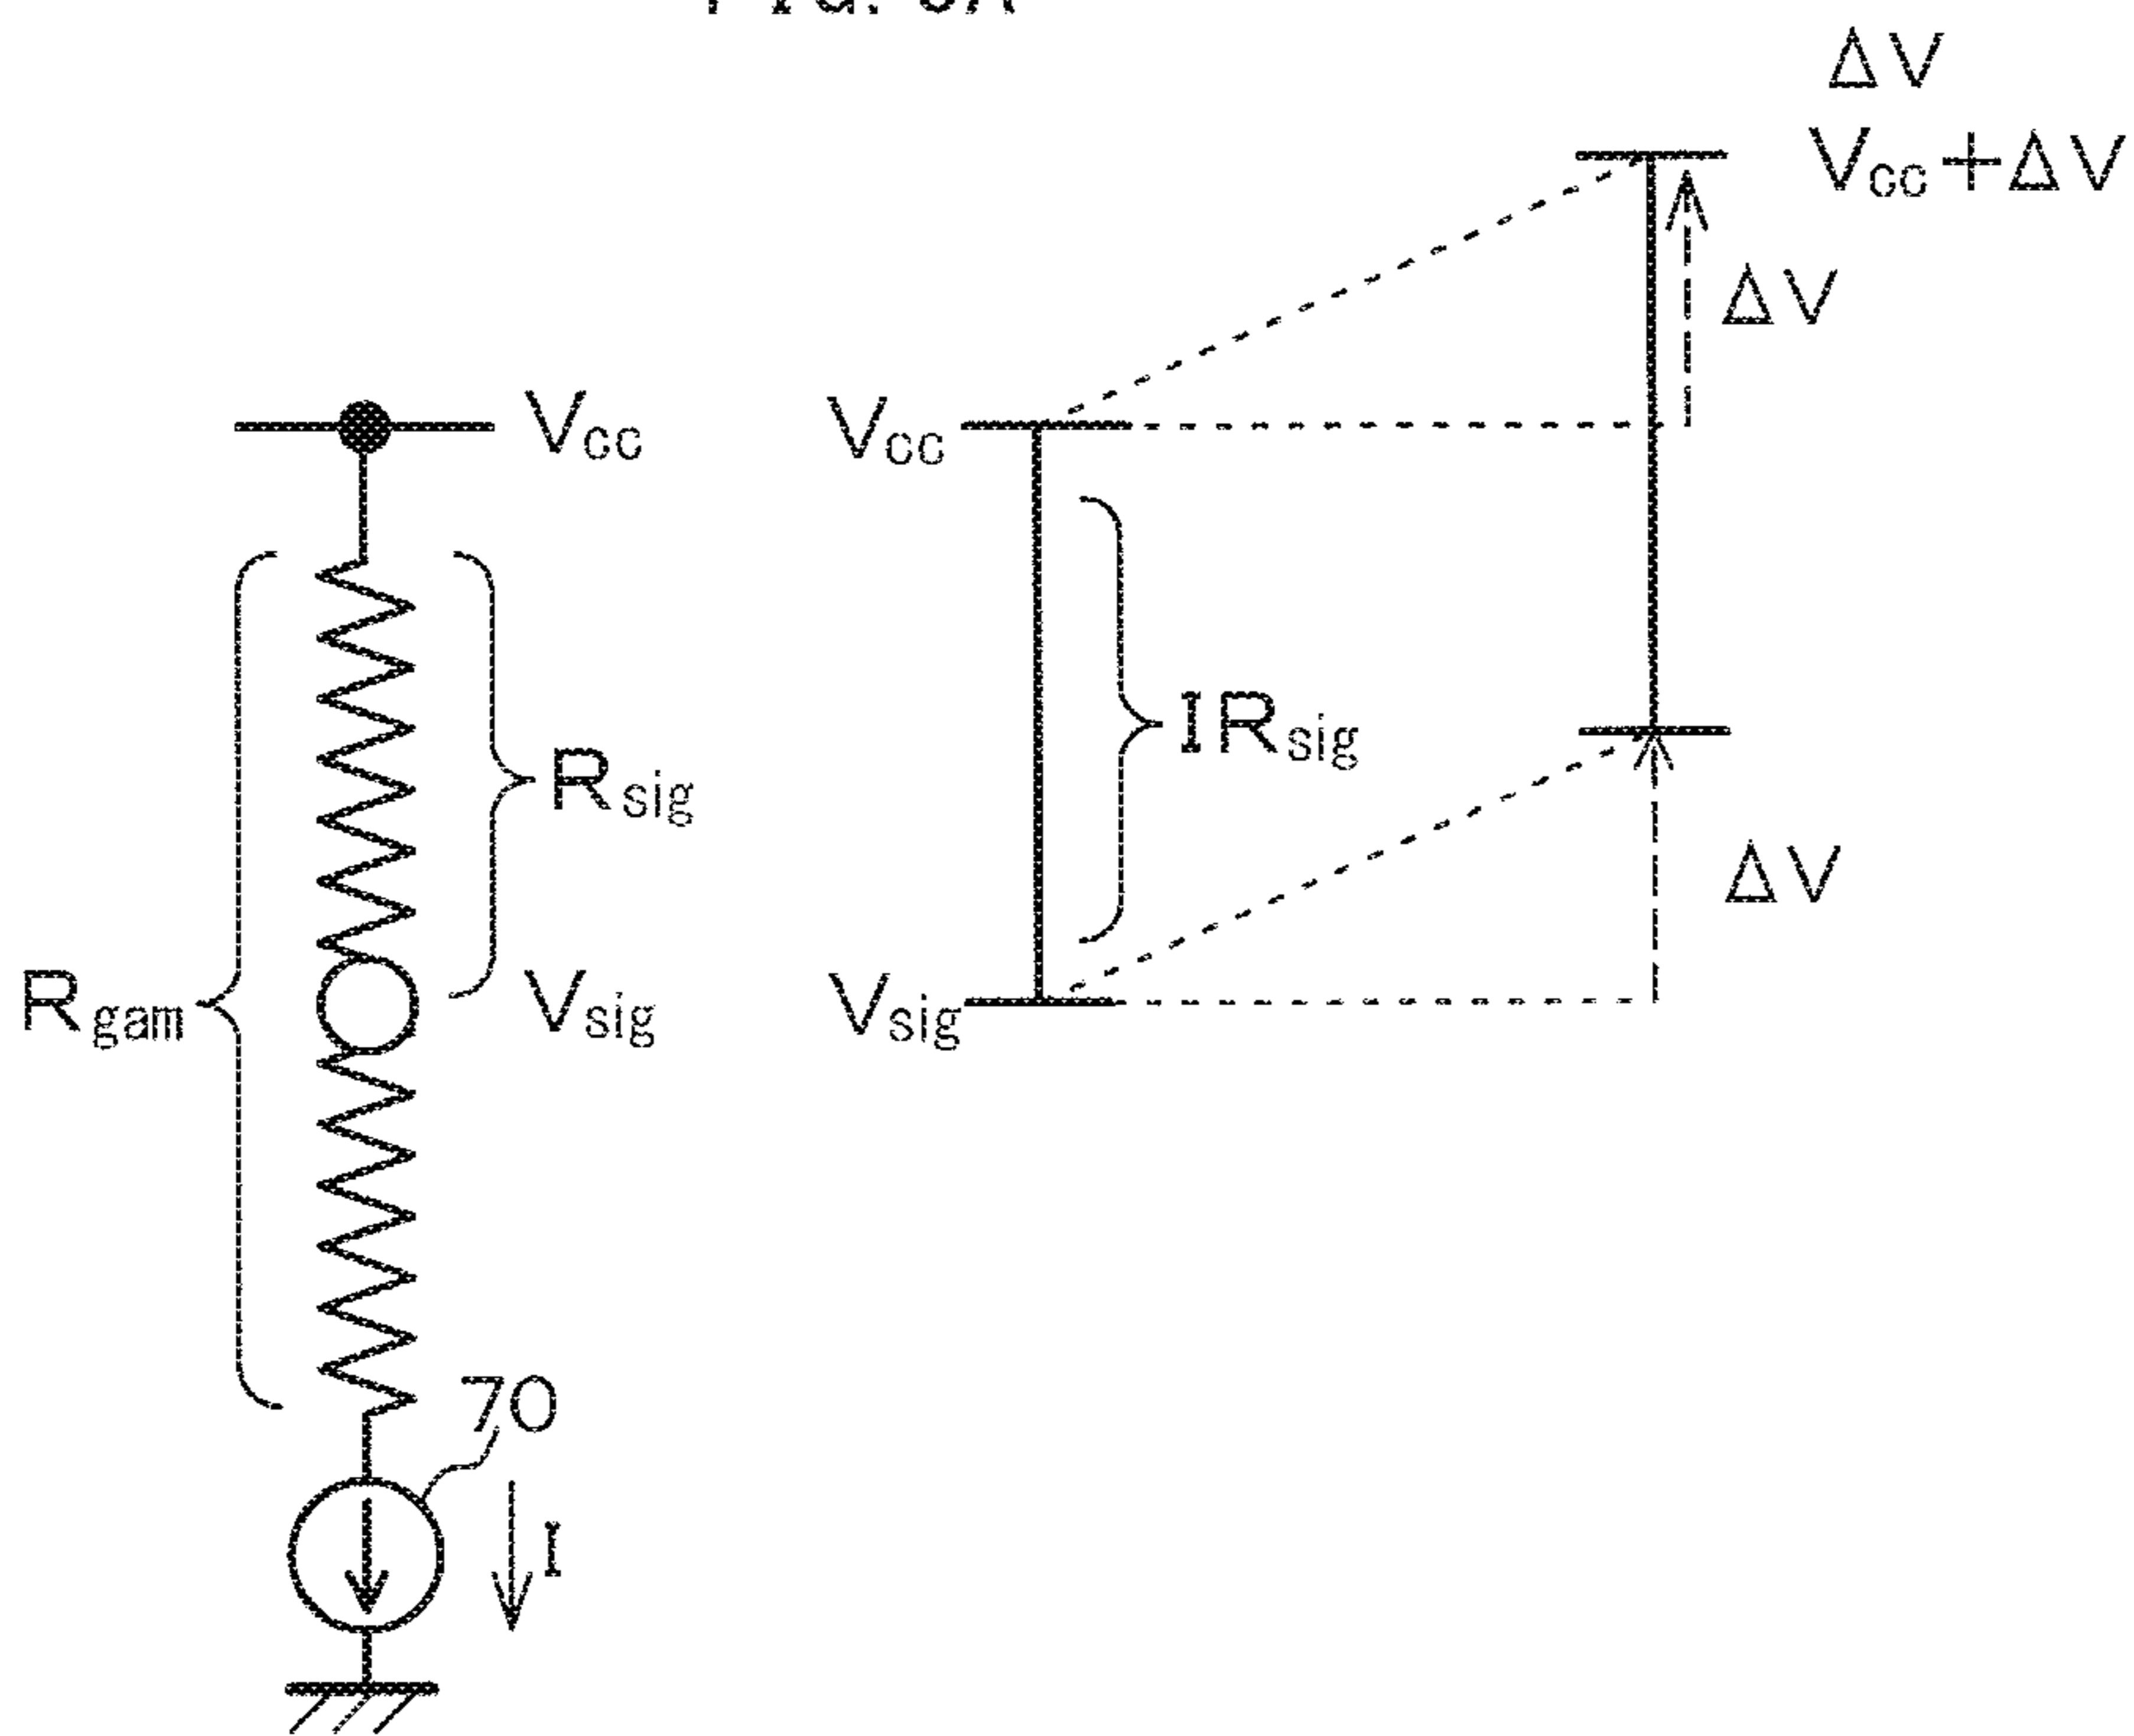 ΔV
Vcc+ΔV
ΔV
Vcc
Vcc
IRsig
Rsig
ΔV
Rgam
Vsig
Vsig
70
I